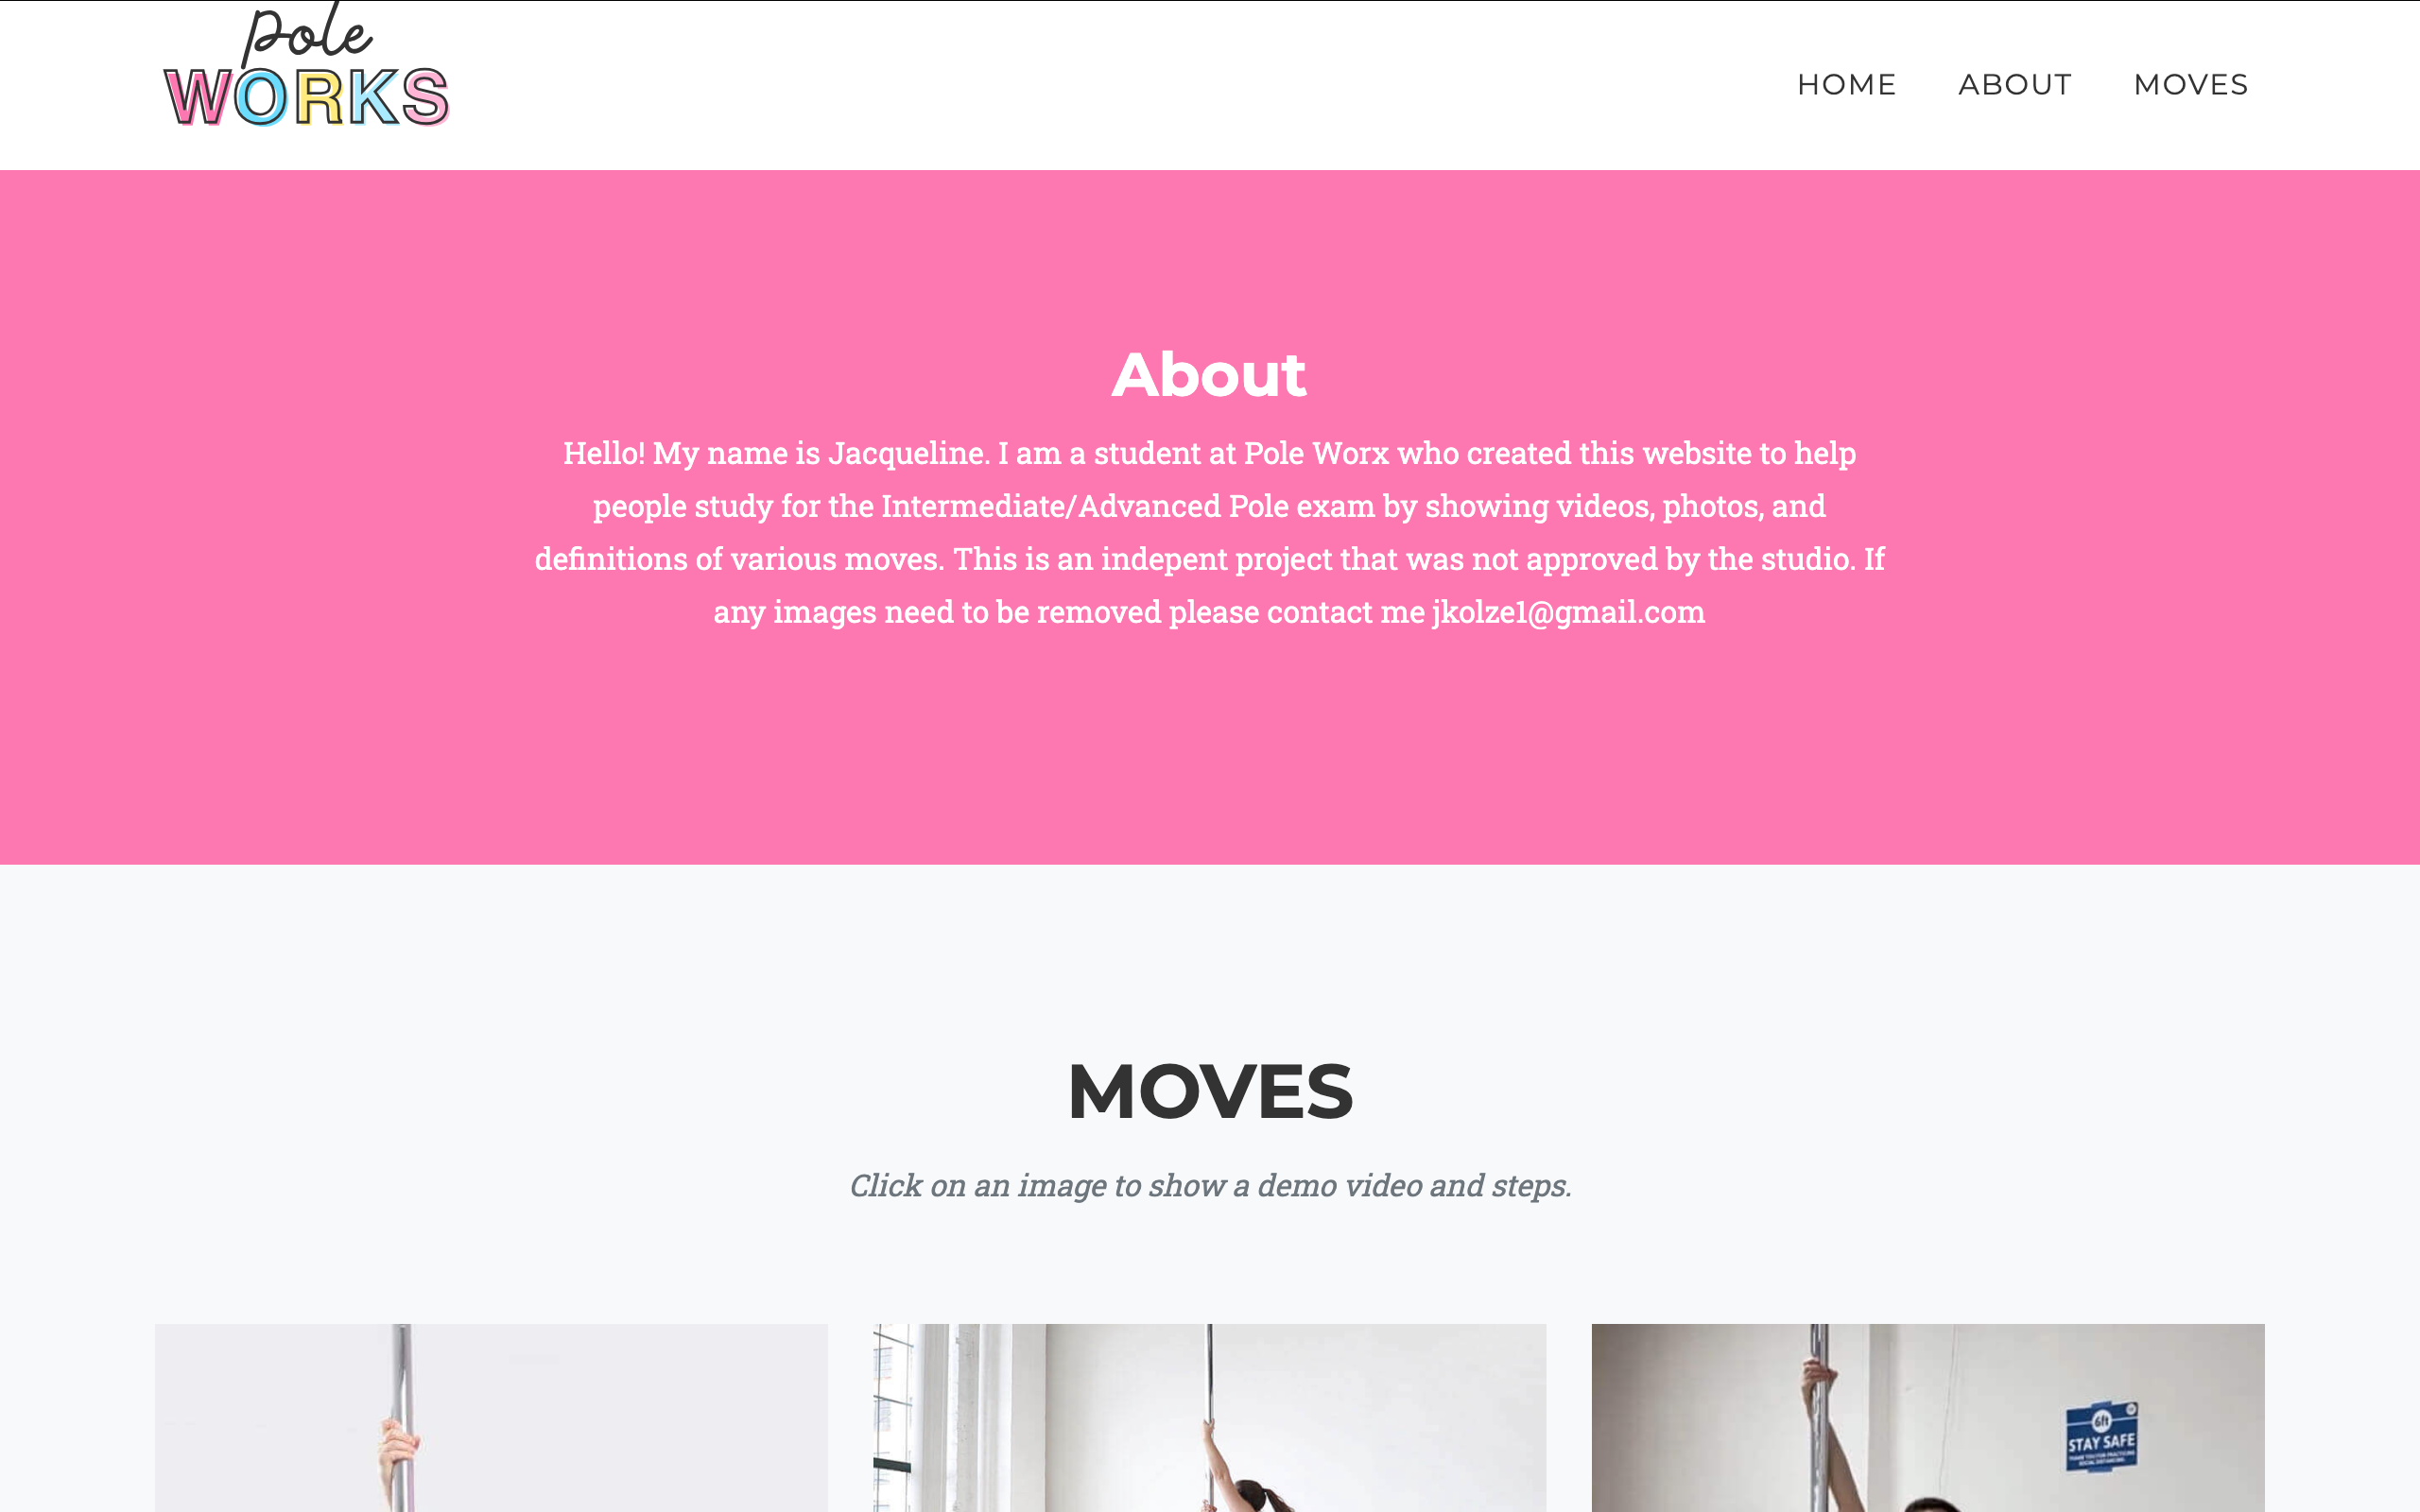 pole
WORKS
HOME ABOUT MOVES
About
Hello! My name is Jacqueline. I am a student at Pole Worx who created this website to help
people study for the Intermediate/Advanced Pole exam by showing videos, photos, and
definitions of various moves. This is an indepent project that was not approved by the studio. If
any images need to be removed please contact me jkolze1@gmail.com
MOVES
Click on an image to show a demo video and steps.
6ft
STAY SAFE